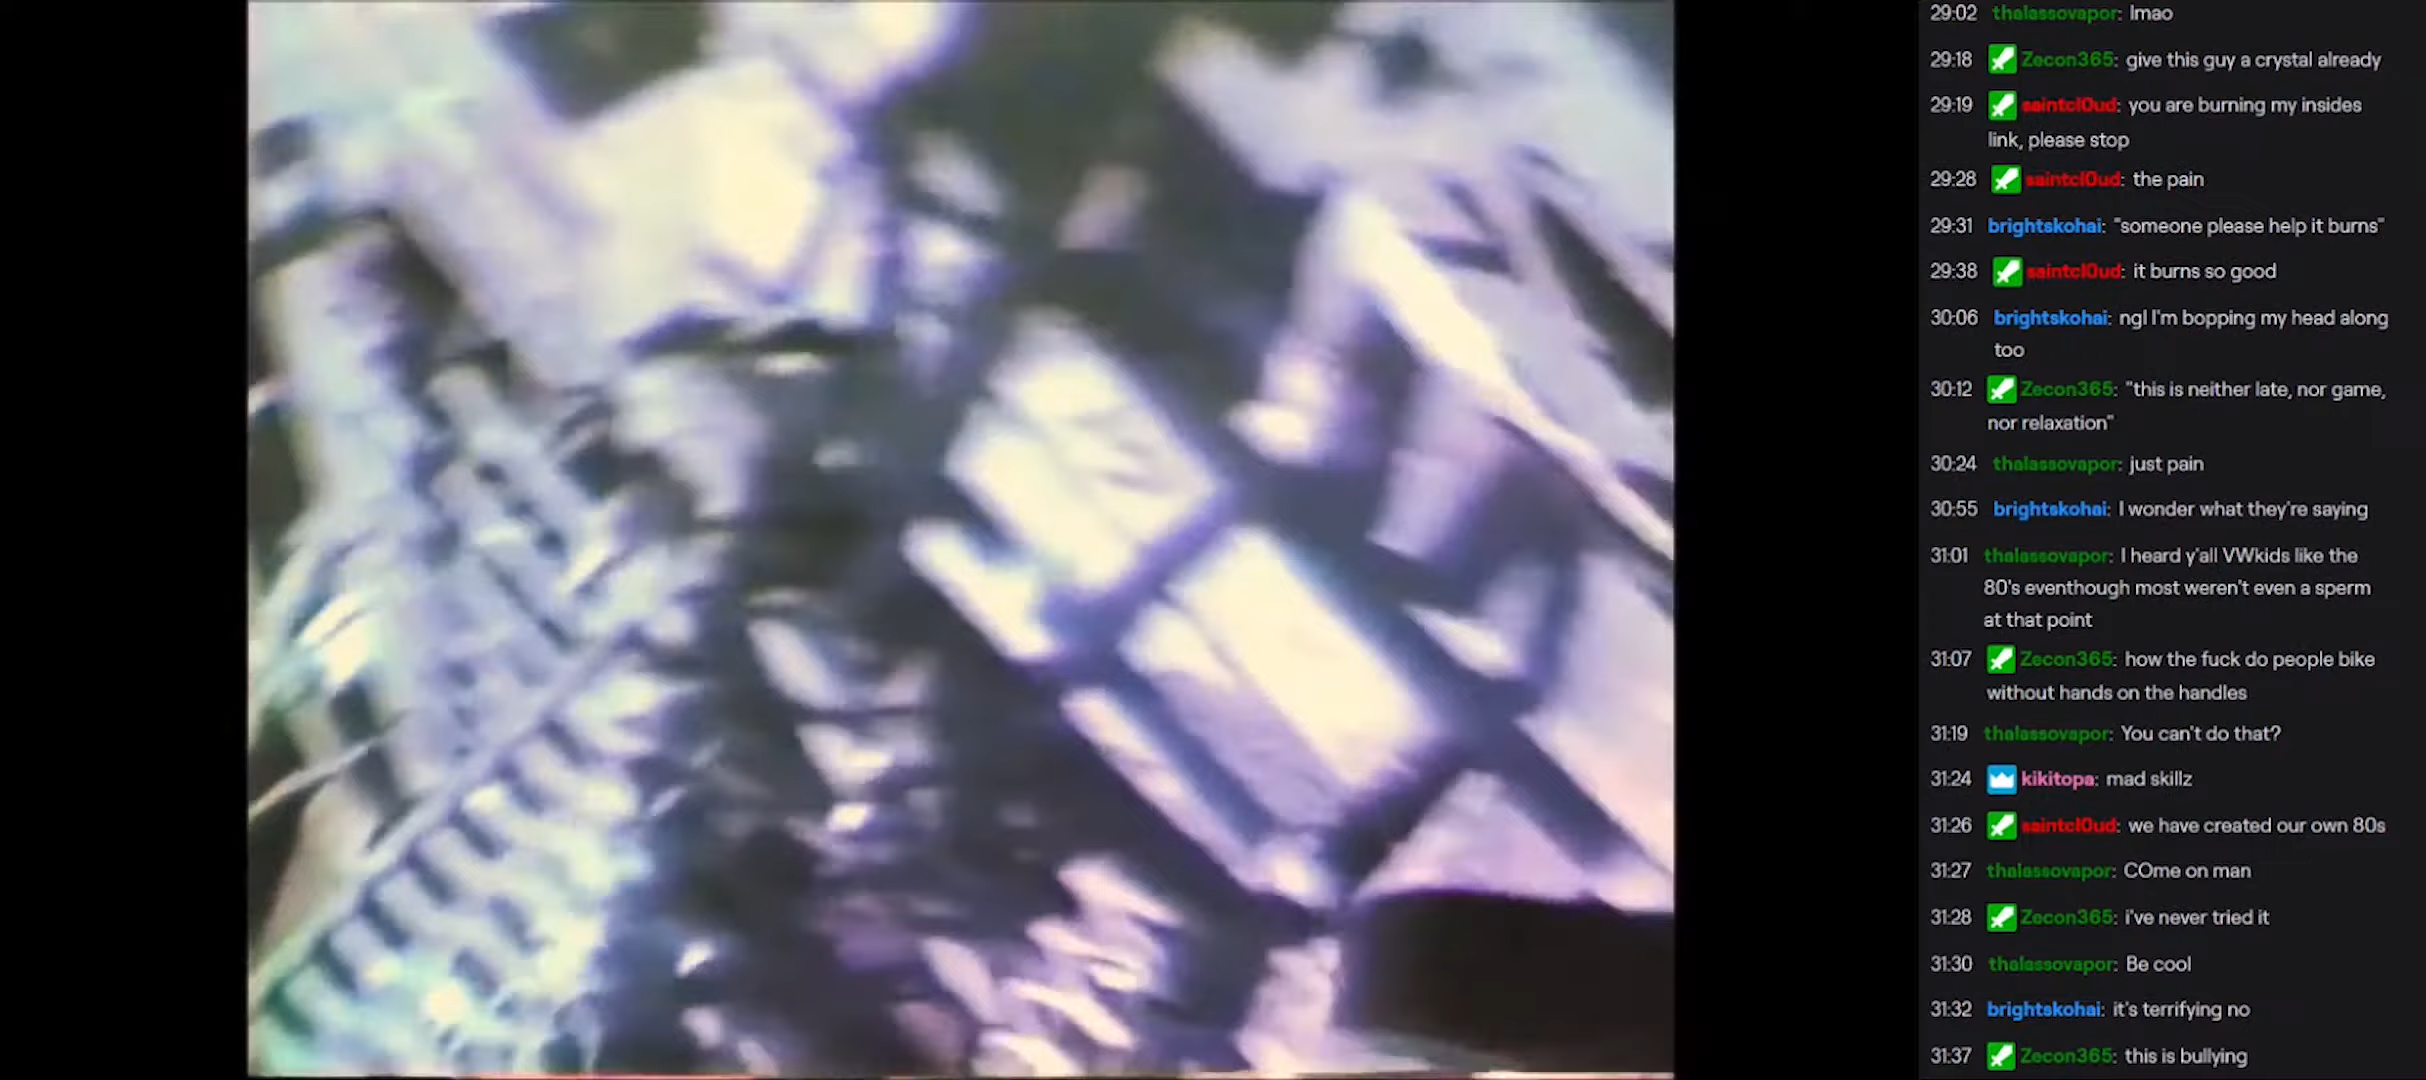 29:02 thalassovapor: lmao
29:18 Zecon365: give this guy a crystal already
29:19 saintcl0ud: you are burning my insides
link, please stop
29:28 saintcl0ud: the pain
29:31 brightskohai: "someone please help it burns"
29:38 saintcl0ud: it burns so good
30:06 brightskohai: ngl I'm bopping my head along
too
30:12 Zecon365: "this is neither late, nor game,
nor relaxation"
30:24 thalassovapor: just pain
30:55 brightskohai: I wonder what they're saying
31:01 thalassovapor: I heard y'all VWkids like the
80's eventhough most weren't even a sperm
at that point
31:07 Zecon365: how the fuck do people bike
without hands on the handles
31:19 thalassovapor: You can't do that?
31:24 kikitopa: mad skillz
31:26 saintcl0ud: we have created our own 80s
31:27 thalassovapor: COme on man
31:28 Zecon365: i've never tried it
31:30 thalassovapor: Be cool
31:32 brightskohai: it's terrifying no
31:37 Zecon365: this is bullying